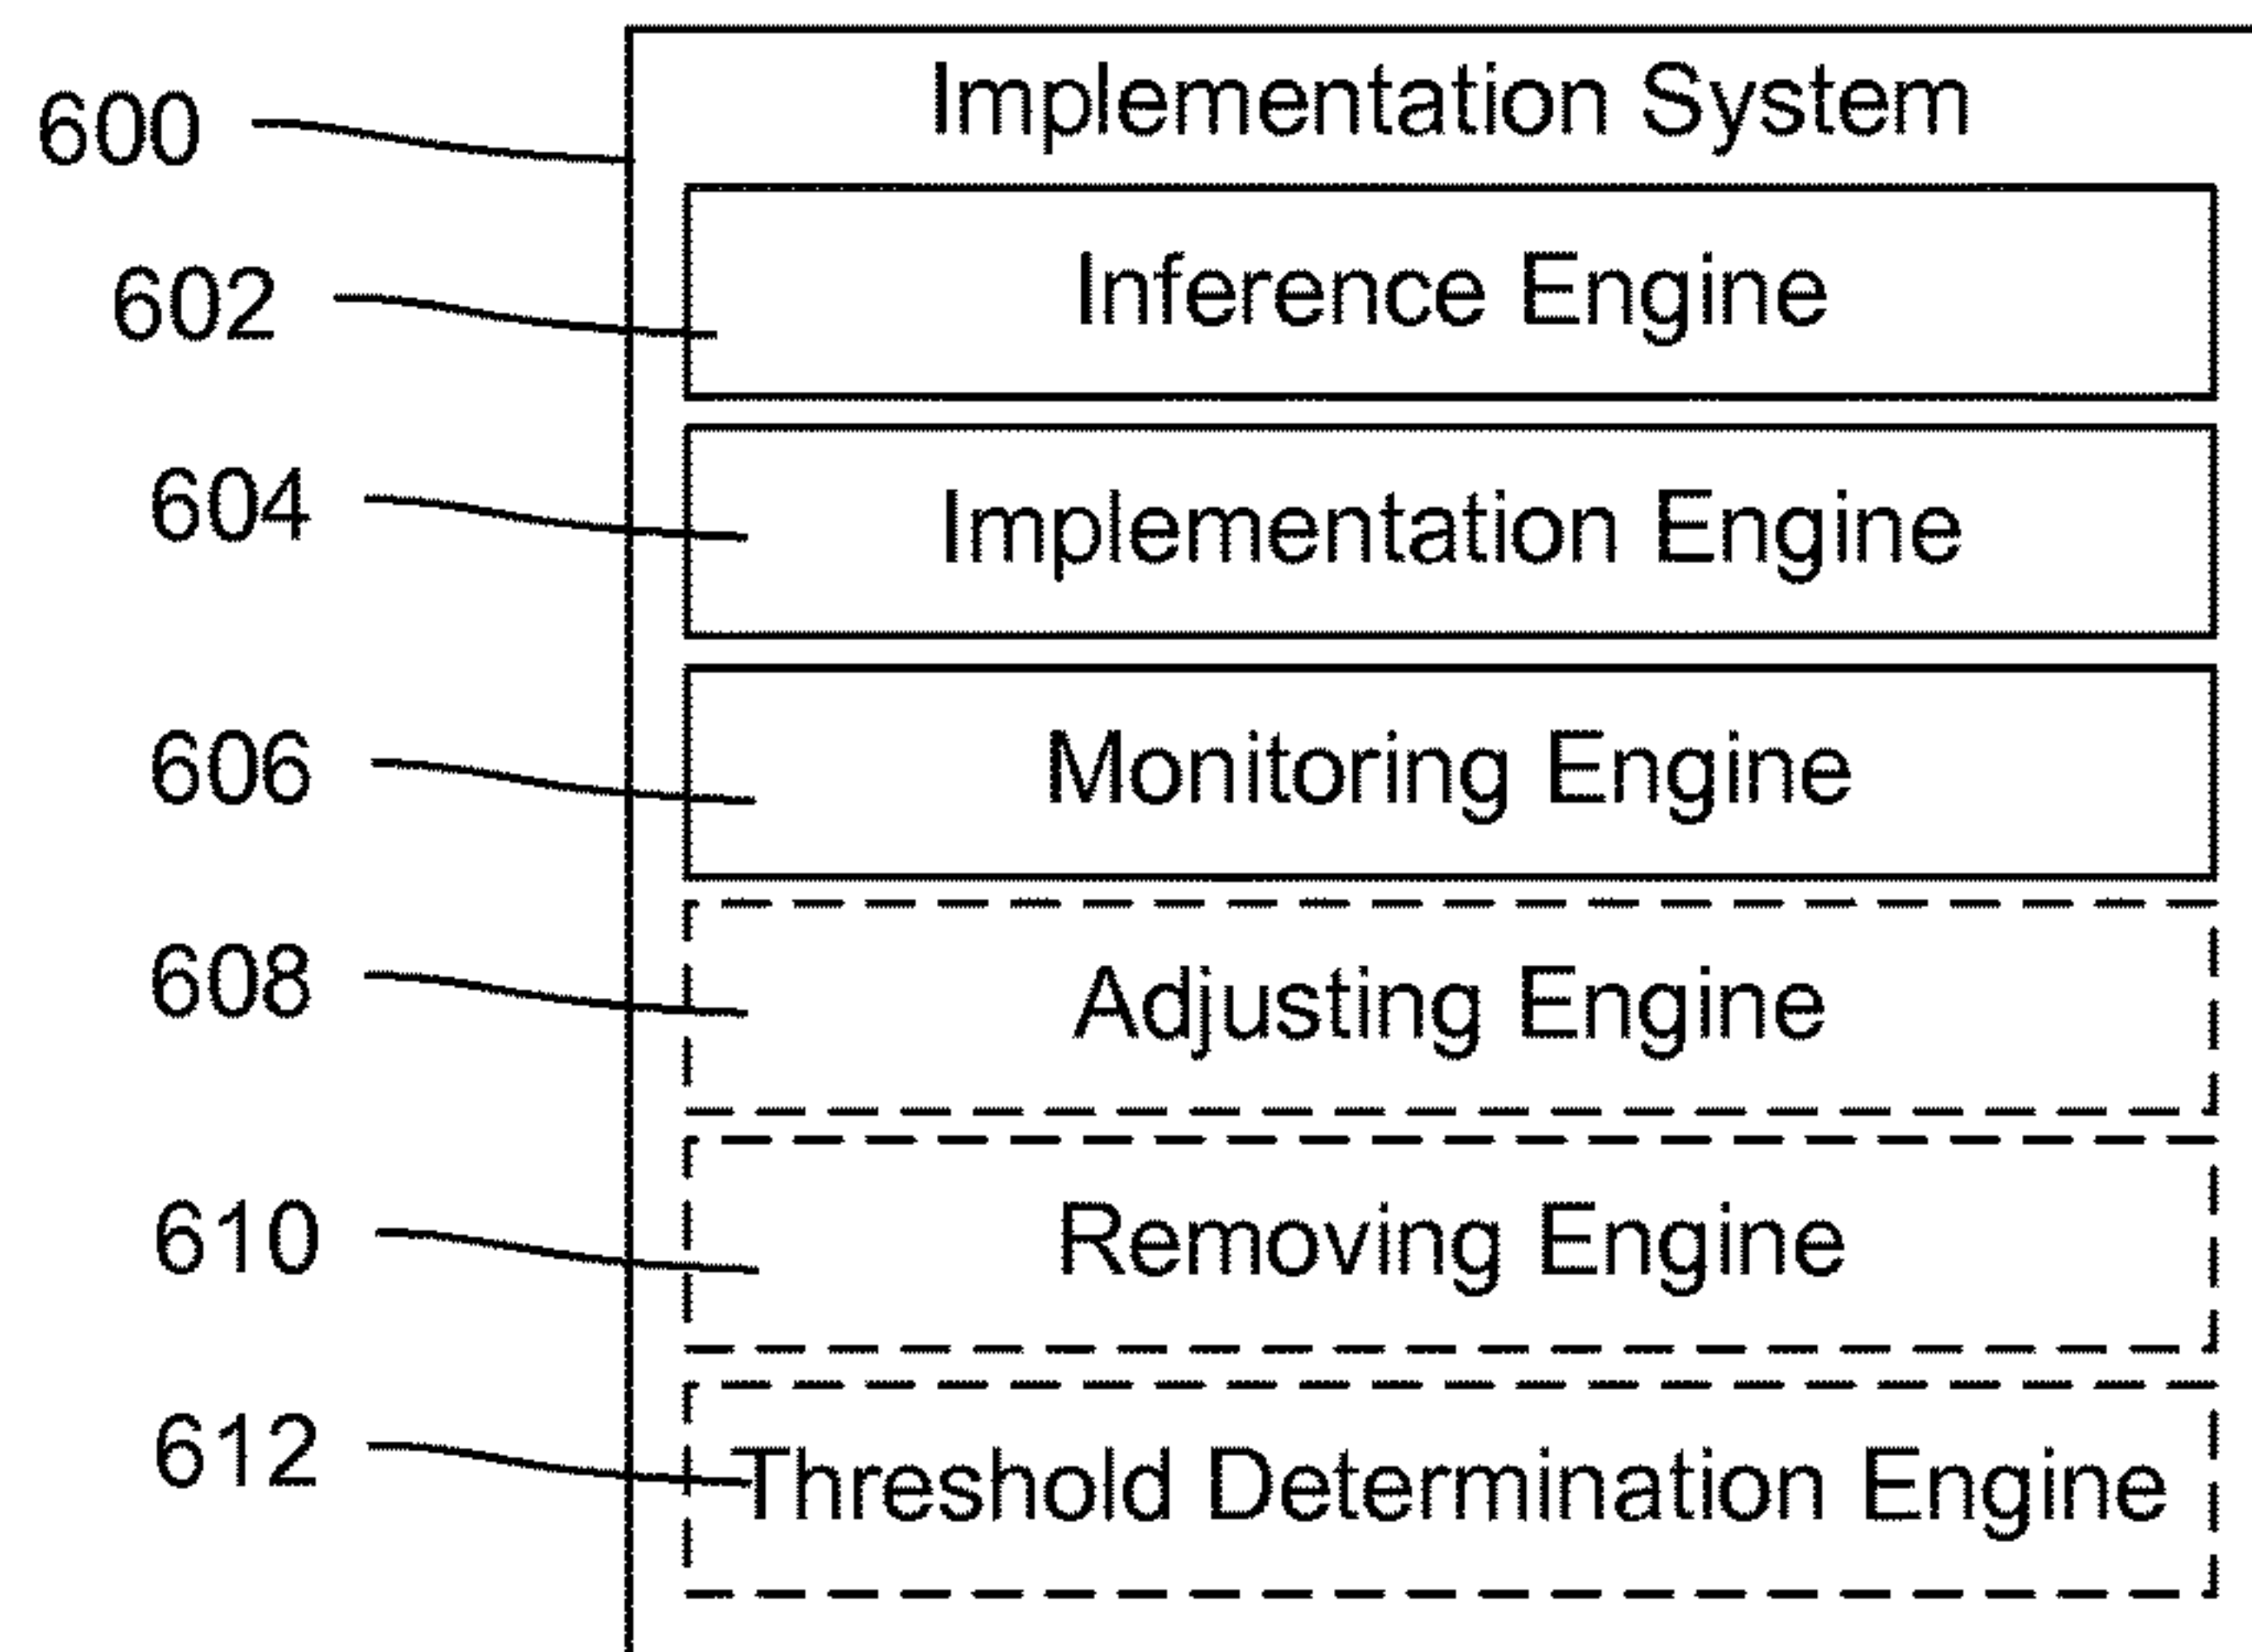 Implementation System
600
Inference Engine
602
Implementation Engine
604
Monitoring Engine
606
Adjusting Engine
608
Removing Engine
610
Threshold Determination Engine
612